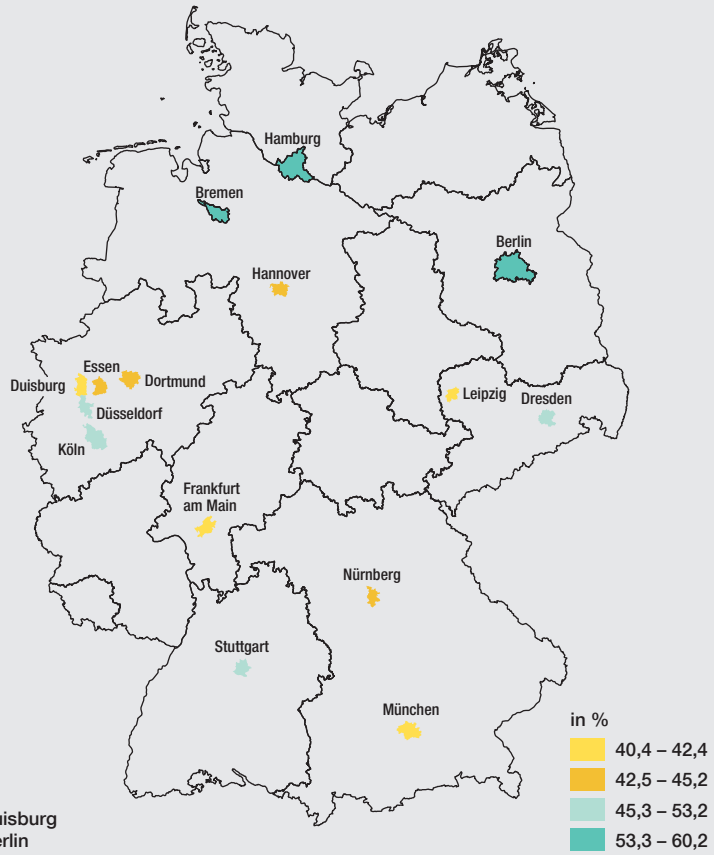 Hamburg
Bremen
Berlin
Hannover
Essen
Duisburg
Dortmund
Leipzig
Dresden
Düsseldorf
Köln
Frankfurt
am Main
Nürnberg
Stuttgart
München
in %
40,4 – 42,4
42,5 – 45,2
45,3 – 53,2
53,3 – 60,2
uisburg
erlin